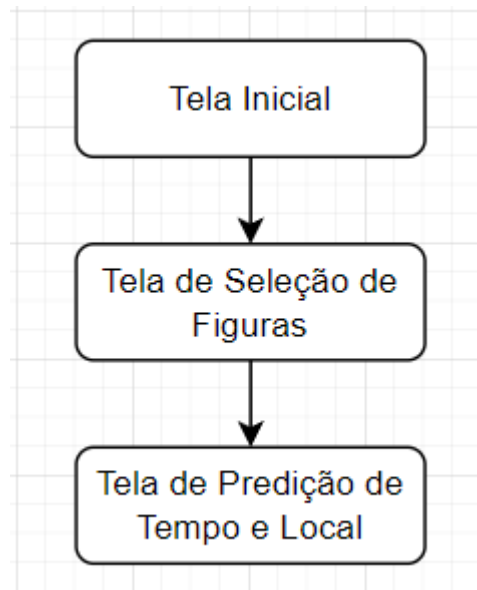 Tela Inicial
Tela de Seleção de
Figuras
Tela de Predição de
Tempo e Local